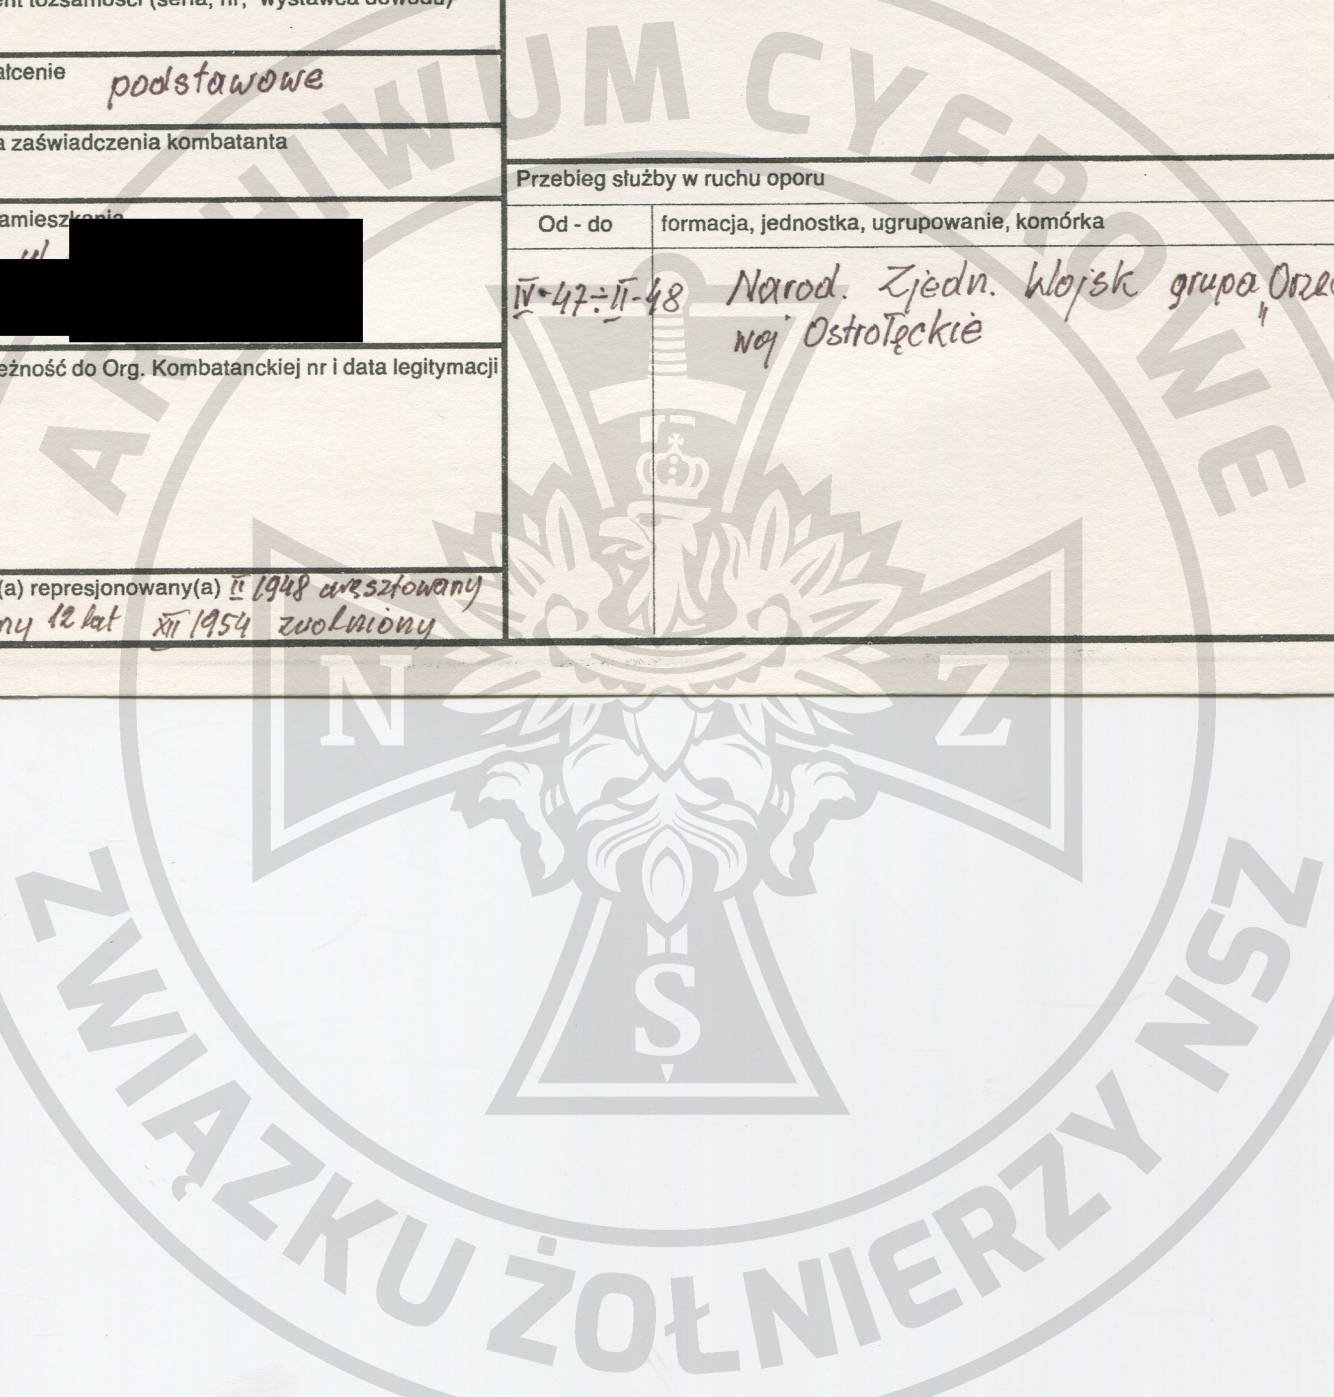 ent tożsamości (seria, nr, wystawca dowodu)
ałcenie podstawowe
a zaświadczenia kombatanta
amieszkania
ul
eżność do Org. Kombatanckiej nr i data legitymacji
(a) represjonowany(a) II 1948 aresztowany
ny 12 lat XII 1954 zwolniony
Przebieg służby w ruchu oporu
Od - do formacja, jednostka, ugrupowanie, komórka
IV-47÷II-48 Narod. Zjedn. Wojsk grupa „Orze
woj Ostrołęckie
ARCHIWUM CYFROWE
ZWIĄZKU ŻOŁNIERZY NSZ
N Z
S